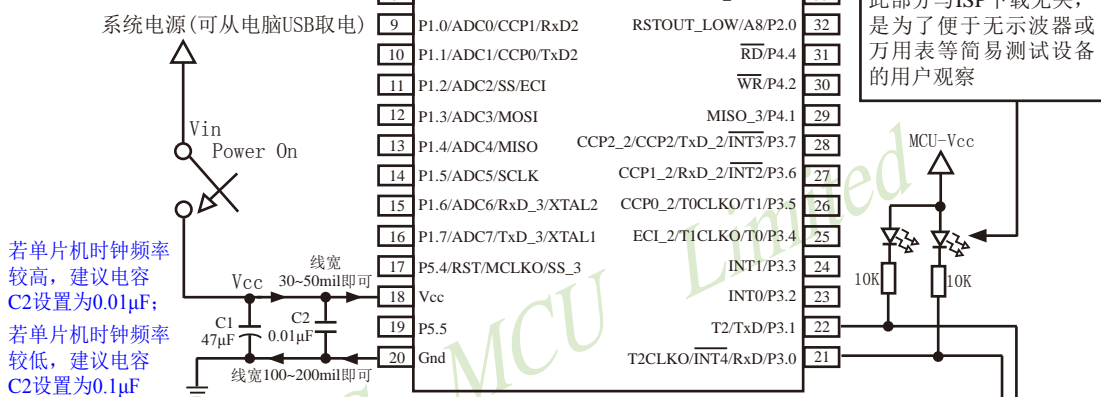 此部分与ISP下载无关，
是为了便于无示波器或
万用表等简易测试设备
的用户观察
系统电源(可从电脑USB取电)
Vin
Power On
9 P1.0/ADC0/CCP1/RxD2
10 P1.1/ADC1/CCP0/TxD2
11 P1.2/ADC2/SS/ECI
12 P1.3/ADC3/MOSI
13 P1.4/ADC4/MISO
14 P1.5/ADC5/SCLK
15 P1.6/ADC6/RxD_3/XTAL2
16 P1.7/ADC7/TxD_3/XTAL1
17 P5.4/RST/MCLKO/SS_3
18 Vcc
19 P5.5
20 Gnd
RSTOUT_LOW/A8/P2.0 32
RD/P4.4 31
WR/P4.2 30
MISO_3/P4.1 29
CCP2_2/CCP2/TxD_2/INT3/P3.7 28
CCP1_2/RxD_2/INT2/P3.6 27
CCP0_2/T0CLKO/T1/P3.5 26
ECI_2/T1CLKO/T0/P3.4 25
INT1/P3.3 24
INT0/P3.2 23
T2/TxD/P3.1 22
T2CLKO/INT4/RxD/P3.0 21
MCU-Vcc
10K
10K
若单片机时钟频率
较高，建议电容
C2设置为0.01μF;
若单片机时钟频率
较低，建议电容
C2设置为0.1μF
Vcc
线宽
30~50mil即可
C1
47μF
C2
0.01μF
线宽100~200mil即可
MCU Limited